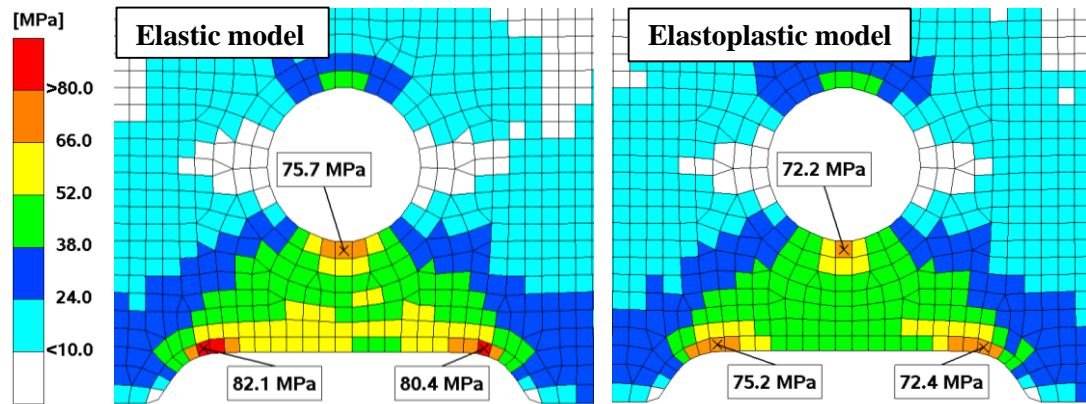 [MPa]
Elastic model
Elastoplastic model
>80.0
66.0
52.0
38.0
24.0
<10.0
75.7 MPa
82.1 MPa
80.4 MPa
72.2 MPa
75.2 MPa
72.4 MPa